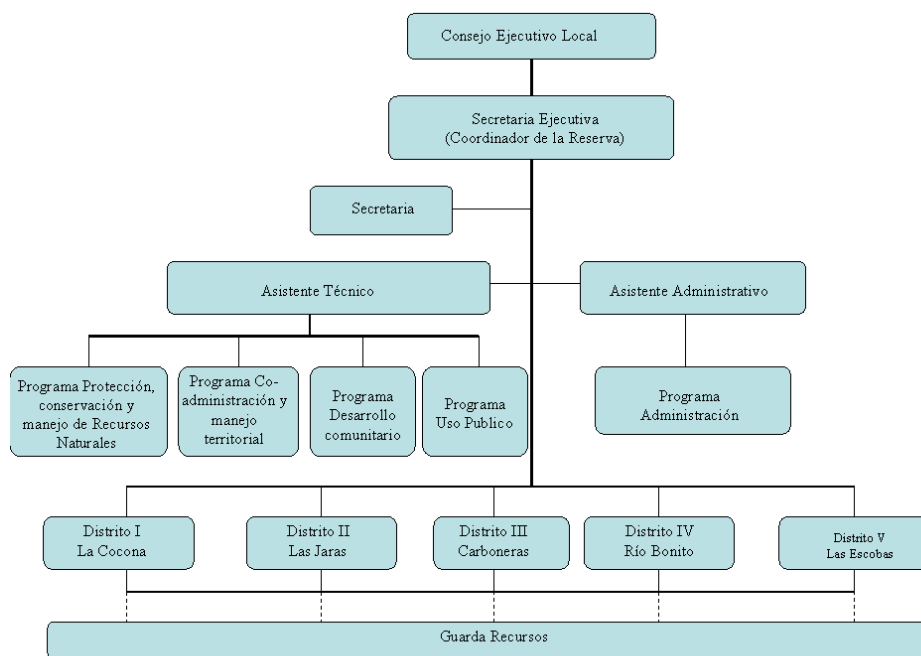 Consejo Ejecutivo Local
Secretaria Ejecutiva
(Coordinador de la Reserva)
Secretaria
Asistente Técnico
Asistente Administrativo
Programa Protección,
conservación y
manejo de Recursos
Naturales
Programa Co-
administración y
manejo
territorial
Programa
Desarrollo
comunitario
Programa
Uso Publico
Programa
Administración
Distrito I
La Cocona
Distrito II
Las Jaras
Distrito III
Carboneras
Distrito IV
Río Bonito
Distrito V
Las Escobas
Guarda Recursos